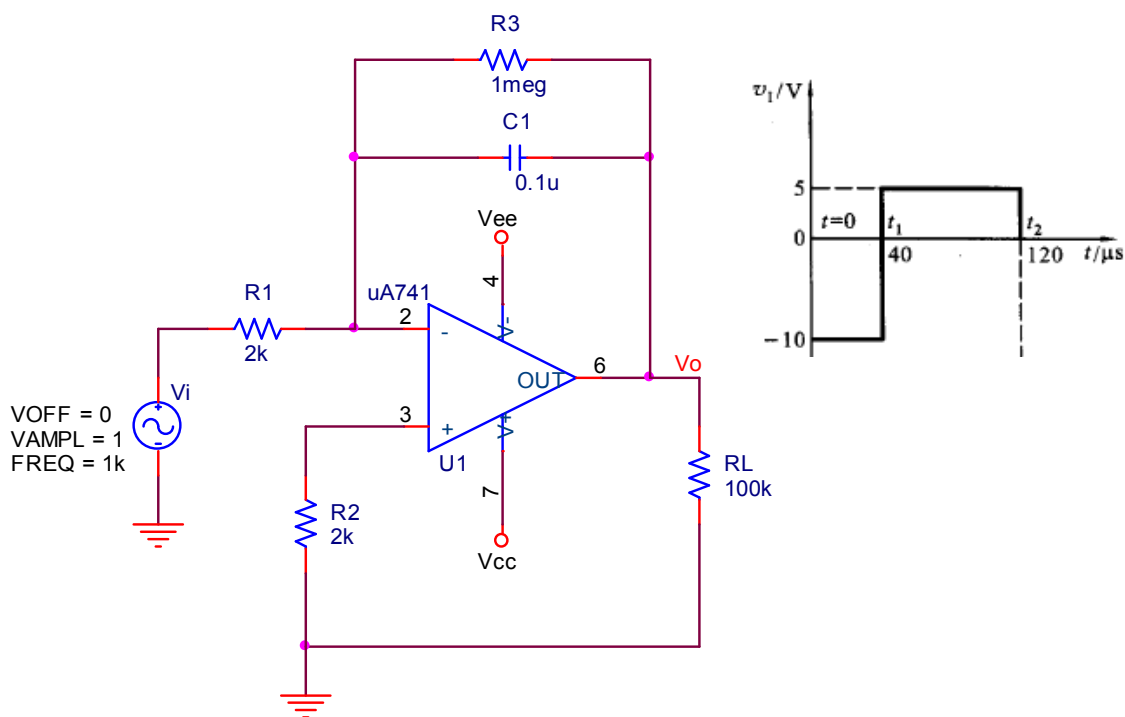 R3
1meg
C1
0.1u
Vee
4
R1
2k
uA741
2
-
V-
OUT
6
Vo
3
+
V+
U1
7
Vcc
Vi
VOFF = 0
VAMPL = 1
FREQ = 1k
R2
2k
RL
100k
v₁/V
5
t=0
t₁
t₂
0
40
120
t/μs
−10